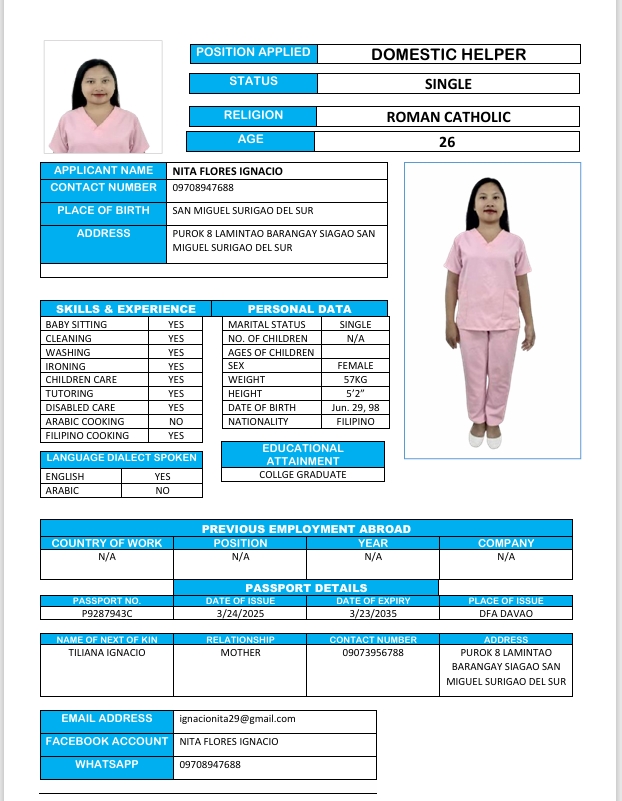 POSITION APPLIED DOMESTIC HELPER
STATUS SINGLE
RELIGION ROMAN CATHOLIC
AGE 26
APPLICANT NAME NITA FLORES IGNACIO
CONTACT NUMBER 09708947688
PLACE OF BIRTH SAN MIGUEL SURIGAO DEL SUR
ADDRESS PUROK 8 LAMINTAO BARANGAY SIAGAO SAN
MIGUEL SURIGAO DEL SUR
SKILLS & EXPERIENCE
BABY SITTING YES
CLEANING YES
WASHING YES
IRONING YES
CHILDREN CARE YES
TUTORING YES
DISABLED CARE YES
ARABIC COOKING NO
FILIPINO COOKING YES
LANGUAGE DIALECT SPOKEN
ENGLISH YES
ARABIC NO
PERSONAL DATA
MARITAL STATUS SINGLE
NO. OF CHILDREN N/A
AGES OF CHILDREN
SEX FEMALE
WEIGHT 57KG
HEIGHT 5’2”
DATE OF BIRTH Jun. 29, 98
NATIONALITY FILIPINO
EDUCATIONAL
ATTAINMENT
COLLGE GRADUATE
PREVIOUS EMPLOYMENT ABROAD
COUNTRY OF WORK POSITION YEAR COMPANY
N/A N/A N/A N/A
PASSPORT DETAILS
PASSPORT NO. DATE OF ISSUE DATE OF EXPIRY PLACE OF ISSUE
P9287943C 3/24/2025 3/23/2035 DFA DAVAO
NAME OF NEXT OF KIN RELATIONSHIP CONTACT NUMBER ADDRESS
TILIANA IGNACIO MOTHER 09073956788 PUROK 8 LAMINTAO
BARANGAY SIAGAO SAN
MIGUEL SURIGAO DEL SUR
EMAIL ADDRESS ignacionita29@gmail.com
FACEBOOK ACCOUNT NITA FLORES IGNACIO
WHATSAPP 09708947688